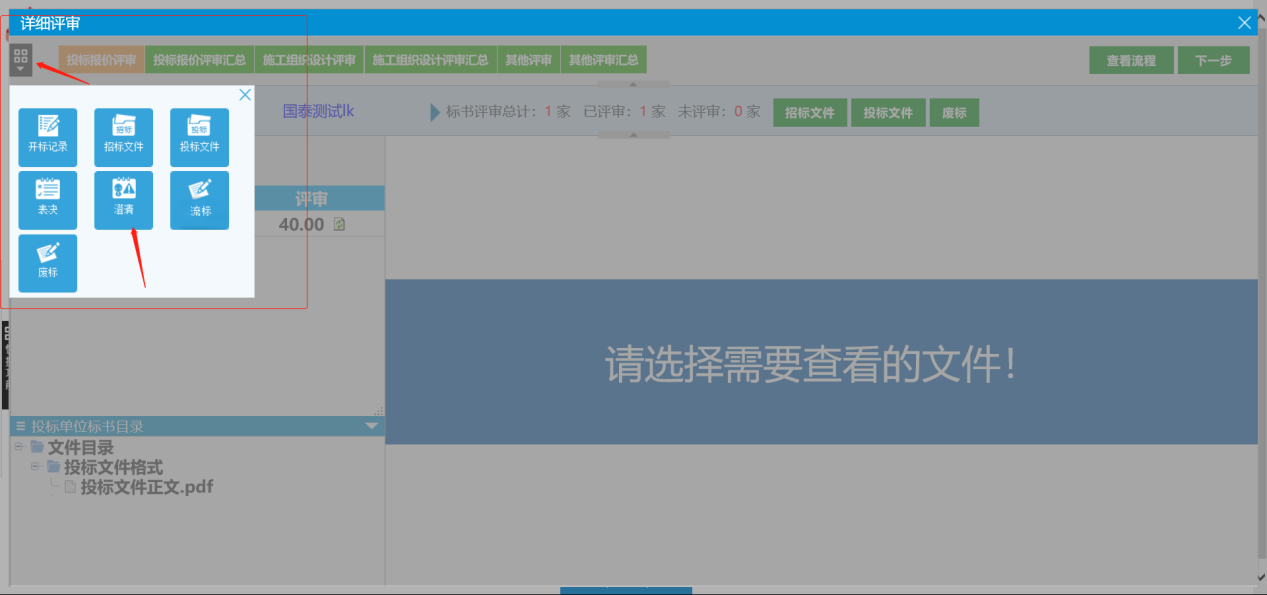 详细评审
投标报价评审 投标报价评审汇总 施工组织设计评审 施工组织设计评审汇总 其他评审 其他评审汇总 查看流程 下一步
国泰测试lk 标书评审总计：1 家 已评审：1 家 未评审：0 家 招标文件 投标文件 废标
开标记录 招标文件 投标文件
表决 澄清 流标
废标
评审
40.00
请选择需要查看的文件！
投标单位标书目录
文件目录
投标文件格式
投标文件正文.pdf